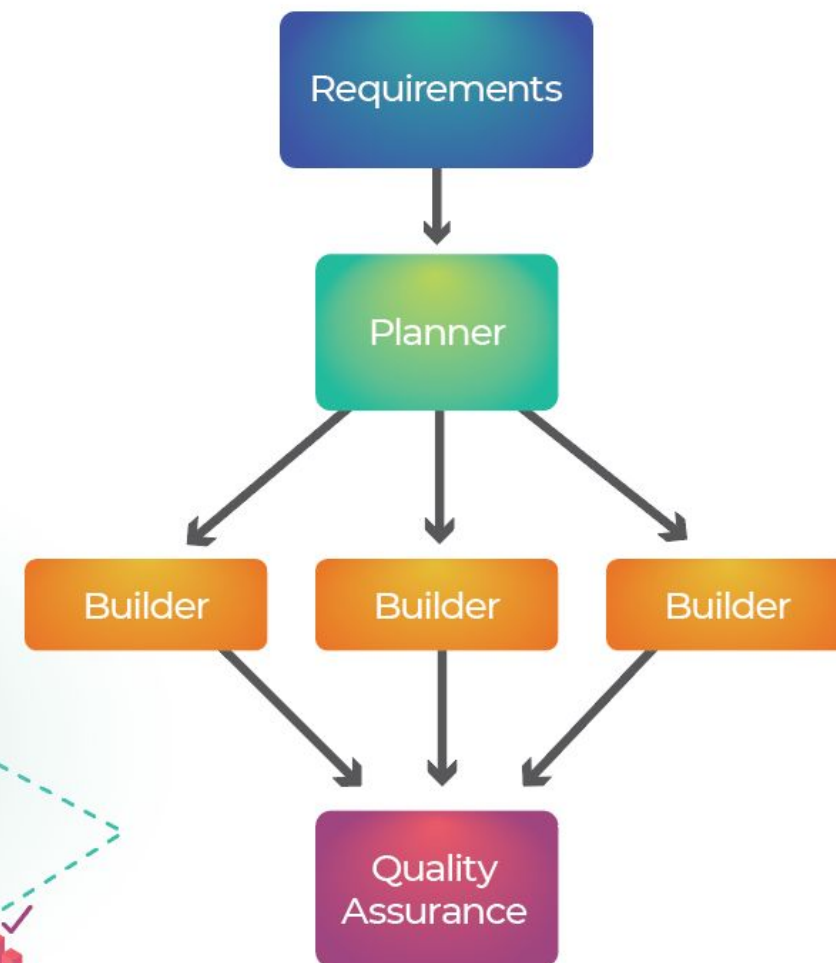 Requirements
Planner
Builder Builder Builder
Quality
Assurance